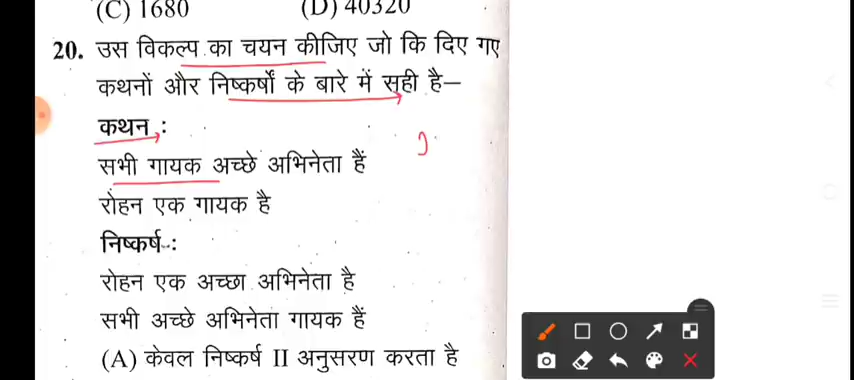 (C) 1680 (D) 40320
20. उस विकल्प का चयन कीजिए जो कि दिए गए
कथनों और निष्कर्षों के बारे में सही है–
कथन :
सभी गायक अच्छे अभिनेता हैं
रोहन एक गायक है
निष्कर्ष :
रोहन एक अच्छा अभिनेता है
सभी अच्छे अभिनेता गायक हैं
(A) केवल निष्कर्ष II अनुसरण करता है